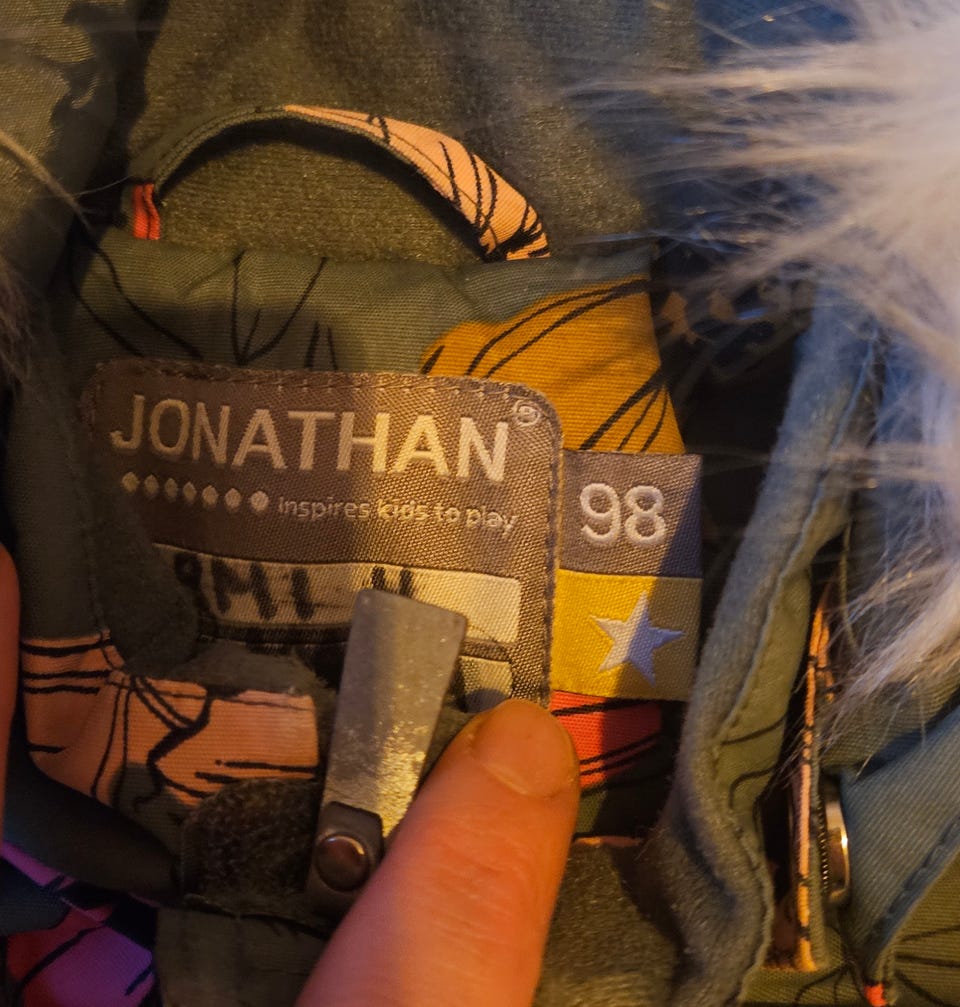 JONATHAN®
inspires kids to play
98